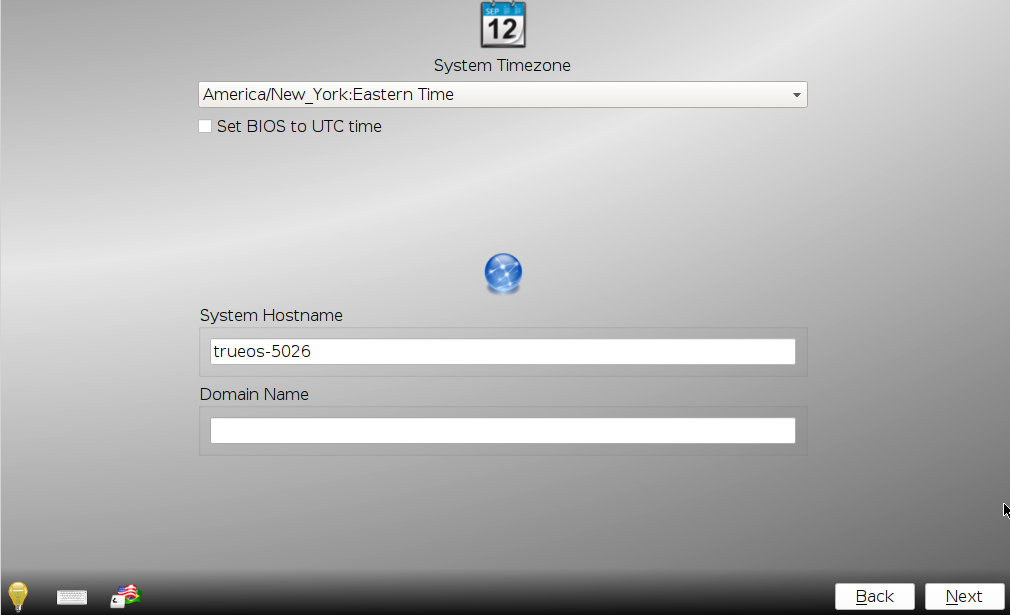 SEP
12
System Timezone
America/New_York:Eastern Time
Set BIOS to UTC time
System Hostname
trueos-5026
Domain Name
Back
Next